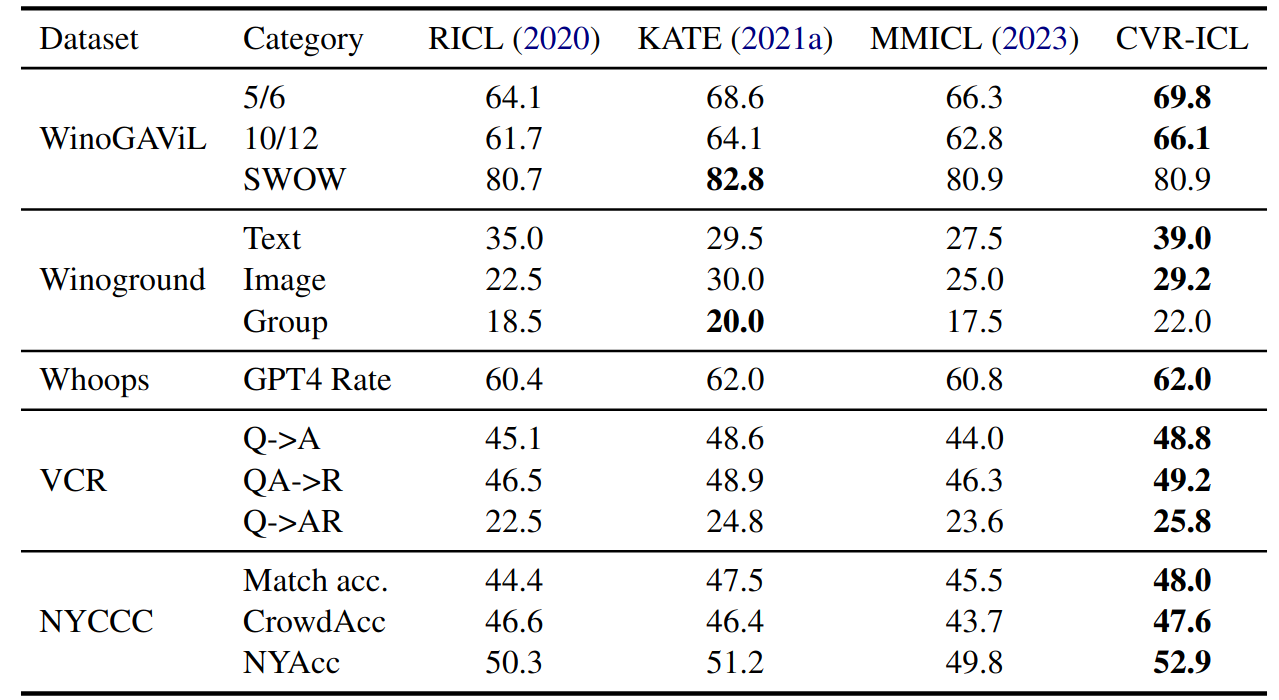 Dataset Category RICL (2020) KATE (2021a) MMICL (2023) CVR-ICL
5/6 64.1 68.6 66.3 69.8
WinoGAViL 10/12 61.7 64.1 62.8 66.1
SWOW 80.7 82.8 80.9 80.9
Text 35.0 29.5 27.5 39.0
Winoground Image 22.5 30.0 25.0 29.2
Group 18.5 20.0 17.5 22.0
Whoops GPT4 Rate 60.4 62.0 60.8 62.0
Q->A 45.1 48.6 44.0 48.8
VCR QA->R 46.5 48.9 46.3 49.2
Q->AR 22.5 24.8 23.6 25.8
Match acc. 44.4 47.5 45.5 48.0
NYCCC CrowdAcc 46.6 46.4 43.7 47.6
NYAcc 50.3 51.2 49.8 52.9